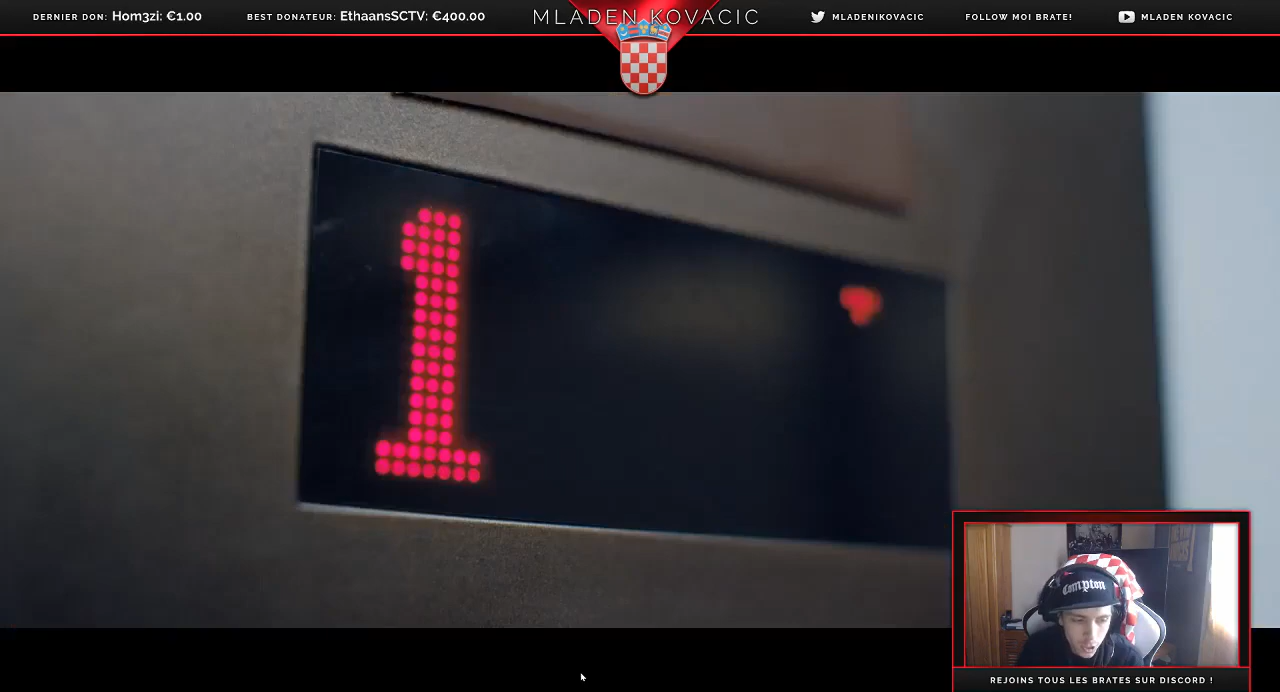 DERNIER DON: Hom3zi: €1.00
BEST DONATEUR: EthaansSCTV: €400.00
MLADEN KOVACIC
MLADENIKOVACIC
FOLLOW MOI BRATE!
MLADEN KOVACIC
1
Compton
REJOINS TOUS LES BRATES SUR DISCORD !